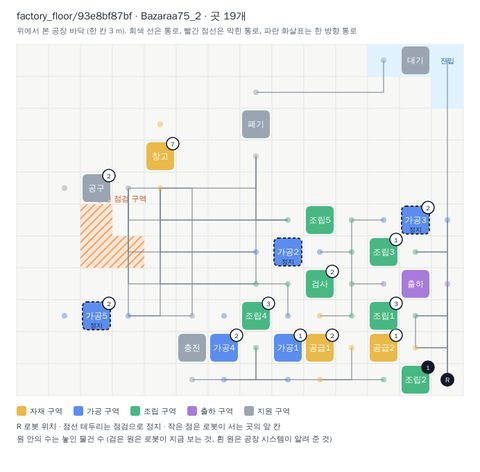 factory_floor/93e8bf87bf · Bazaraa75_2 · 곳 19개
위에서 본 공장 바닥 (한 칸 3 m). 회색 선은 통로, 빨간 점선은 막힌 통로, 파란 화살표는 한 방향 통로
대기
진입
폐기
창고
7
공구
2
점검 구역
조립5
가공3
정지
2
가공2
정지
조립3
1
검사
2
출하
가공5
정지
2
조립4
3
조립1
3
충전
가공4
2
가공1
1
공급1
2
공급2
2
조립2
1
R
자재 구역
가공 구역
조립 구역
출하 구역
지원 구역
R 로봇 위치 · 점선 테두리는 점검으로 정지 · 작은 점은 로봇이 서는 곳의 앞 칸
원 안의 수는 놓인 물건 수 (검은 원은 로봇이 지금 보는 것, 흰 원은 공장 시스템이 알려 준 것)